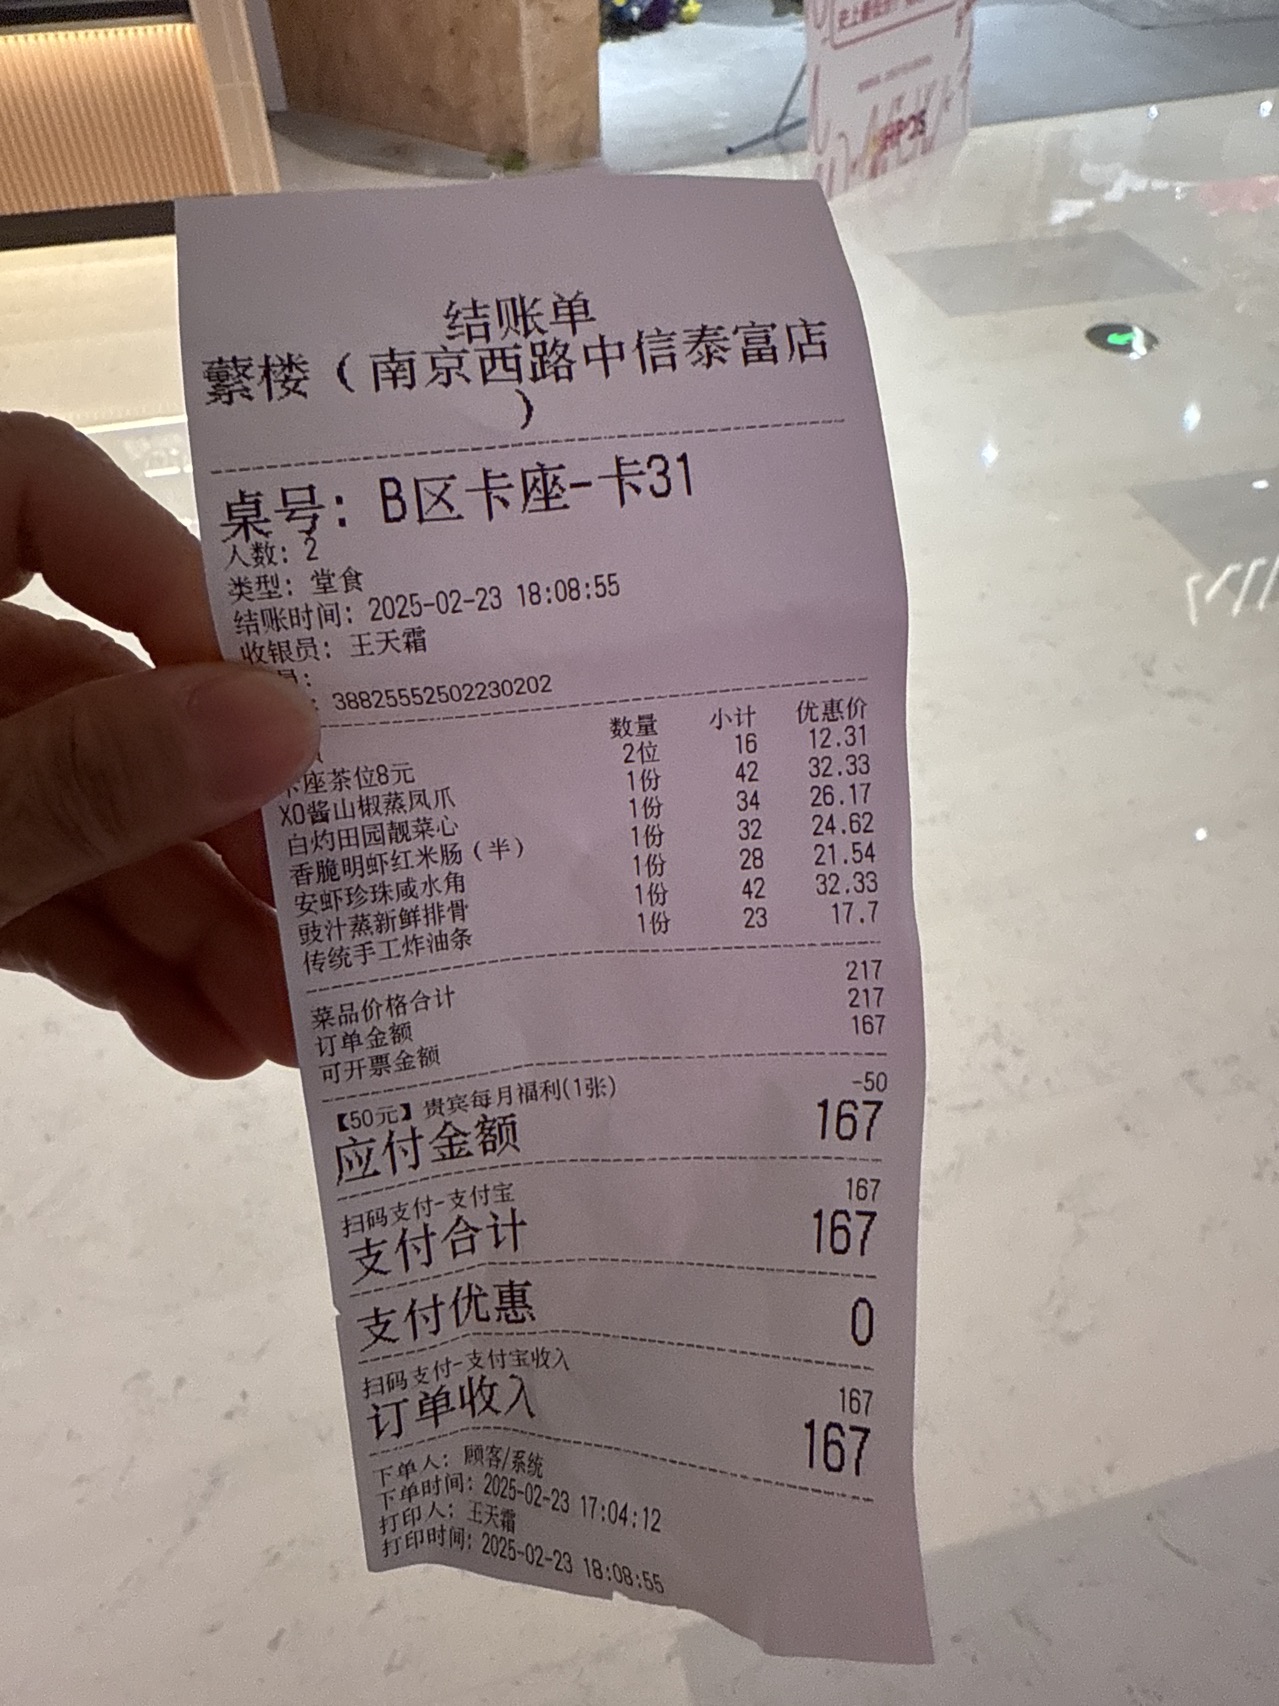 结账单
蘩楼（南京西路中信泰富店
）
桌号：B区卡座-卡31
人数：2
类型：堂食
结账时间：2025-02-23 18:08:55
收银员：王天霜
员：
：38825552502230202
数量 小计 优惠价
卡座茶位8元 2位 16 12.31
XO酱山椒蒸凤爪 1份 42 32.33
白灼田园靓菜心 1份 34 26.17
香脆明虾红米肠（半） 1份 32 24.62
安虾珍珠咸水角 1份 28 21.54
豉汁蒸新鲜排骨 1份 42 32.33
传统手工炸油条 1份 23 17.7
菜品价格合计 217
订单金额 217
可开票金额 167
【50元】贵宾每月福利(1张) -50
应付金额 167
扫码支付-支付宝 167
支付合计 167
支付优惠 0
扫码支付-支付宝收入 167
订单收入 167
下单人：顾客/系统
下单时间：2025-02-23 17:04:12
打印人：王天霜
打印时间：2025-02-23 18:08:55